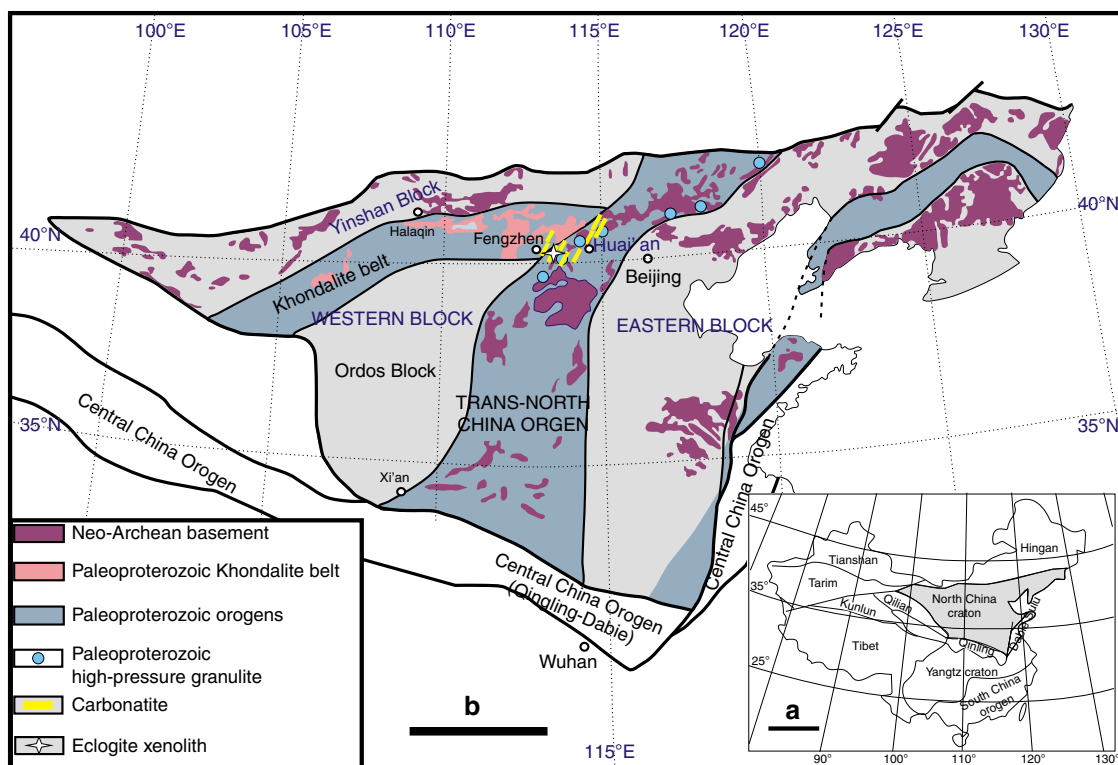 100°E
105°E
110°E
115°E
120°E
125°E
130°E
40°N
40°N
35°N
35°N
115°E
Yinshan Block
Halaqin
Fengzhen
Huai'an
Beijing
Khondalite belt
WESTERN BLOCK
EASTERN BLOCK
Ordos Block
TRANS-NORTH
CHINA ORGEN
Central China Orogen
Xi'an
Central China Orogen
Central China Orogen
(Qingling-Dabie)
Wuhan
Neo-Archean basement
Paleoproterozoic Khondalite belt
Paleoproterozoic orogens
Paleoproterozoic
high-pressure granulite
Carbonatite
Eclogite xenolith
b
45°
35°
25°
Tianshan
Hingan
Tarim
North China
craton
Qilian
Kunlun
Dabie Sulu
Qinling
Tibet
Yangtz craton
South China
orogen
a
90°
100°
110°
120°
130°